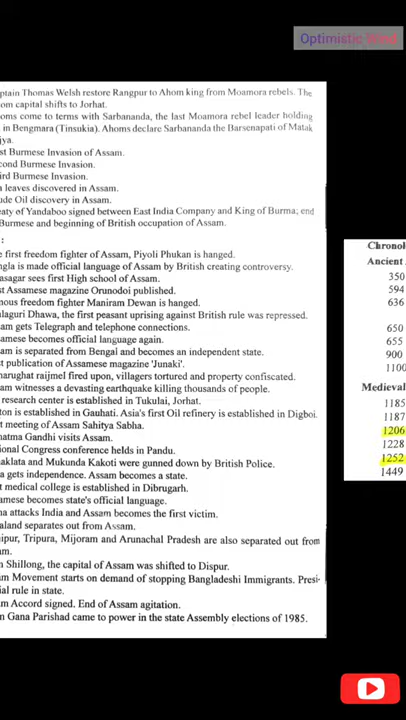 Optimistic Mind
ptain Thomas Welsh restore Rangpur to Ahom king from Moamora rebels. The
om capital shifts to Jorhat.
oms come to terms with Sarbananda, the last Moamora rebel leader holding
in Bengmara (Tinsukia). Ahoms declare Sarbananda the Barsenapati of Matak
jya.
st Burmese Invasion of Assam.
cond Burmese Invasion.
ird Burmese Invasion.
a leaves discovered in Assam.
ude Oil discovery in Assam.
eaty of Yandaboo signed between East India Company and King of Burma; end
Burmese and beginning of British occupation of Assam.
:
e first freedom fighter of Assam, Piyoli Phukan is hanged.
ngla is made official language of Assam by British creating controversy.
asagar sees first High School of Assam.
st Assamese magazine Orunodoi published.
mous freedom fighter Maniram Dewan is hanged.
ulaguri Dhawa, the first peasant uprising against British rule was repressed.
am gets Telegraph and telephone connections.
amese becomes official language again.
am is separated from Bengal and becomes an independent state.
st publication of Assamese magazine 'Junaki'.
harughat raijmel fired upon, villagers tortured and property confiscated.
am witnesses a devasting earthquake killing thousands of people.
research center is established in Tukulai, Jorhat.
ton is established in Gauhati. Asia's first Oil refinery is established in Digboi.
t meeting of Assam Sahitya Sabha.
hatma Gandhi visits Assam.
ional Congress conference helds in Pandu.
aklata and Mukunda Kakoti were gunned down by British Police.
a gets independence. Assam becomes a state.
t medical college is established in Dibrugarh.
amese becomes state's official language.
na attacks India and Assam becomes the first victim.
aland separates out from Assam.
ipur, Tripura, Mijoram and Arunachal Pradesh are also separated out from
am.
m Shillong, the capital of Assam was shifted to Dispur.
am Movement starts on demand of stopping Bangladeshi Immigrants. Presi-
ial rule in state.
am Accord signed. End of Assam agitation.
n Gana Parishad came to power in the state Assembly elections of 1985.
Chronol
Ancient
350
594
636
650
655
900
1100
Medieval
1185
1187
1206
1228
1252
1449